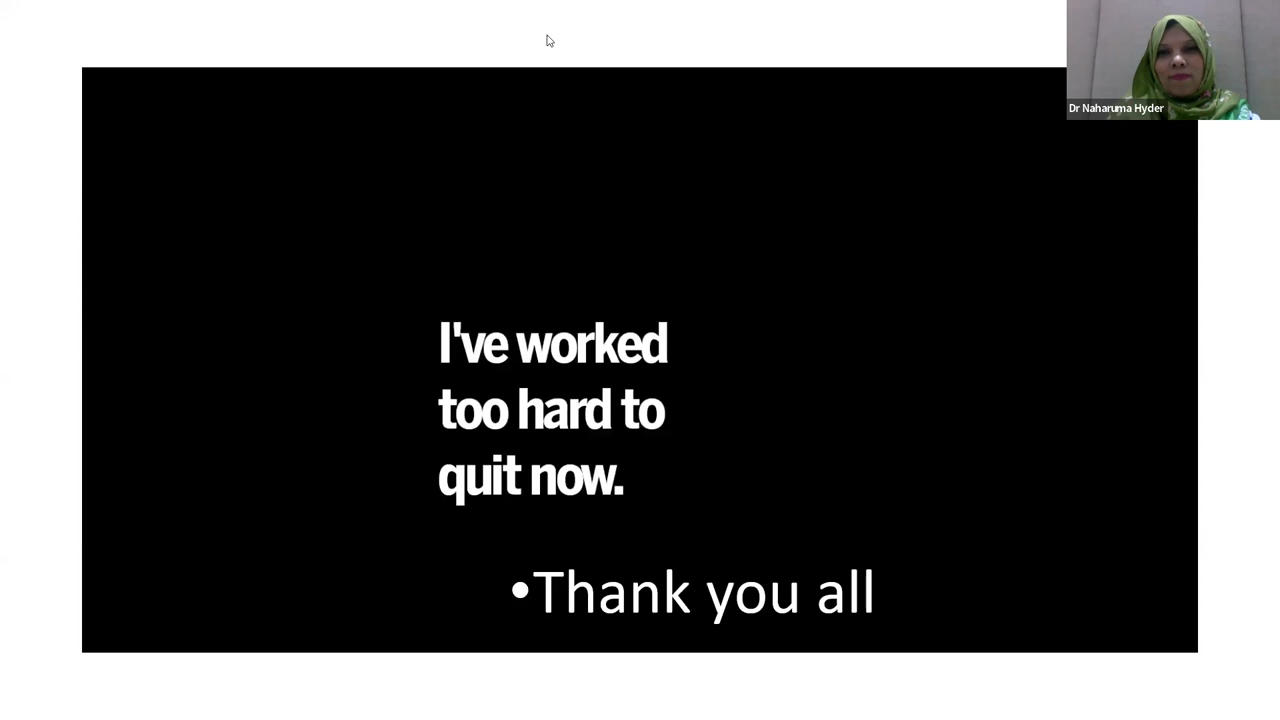 Dr Naharuma Hyder
I've worked
too hard to
quit now.
•Thank you all